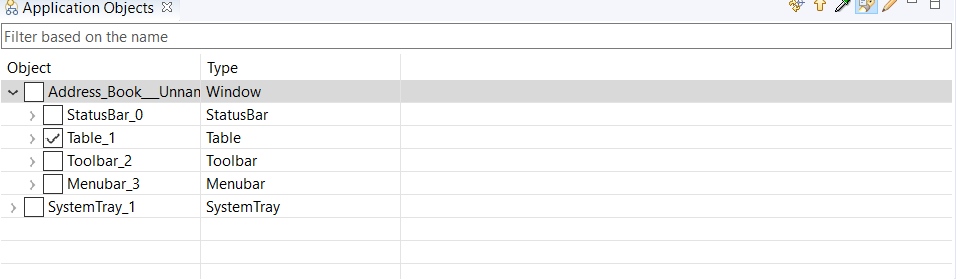 Application Objects
Filter based on the name
Object Type
Address_Book___Unnan Window
StatusBar_0 StatusBar
Table_1 Table
Toolbar_2 Toolbar
Menubar_3 Menubar
SystemTray_1 SystemTray